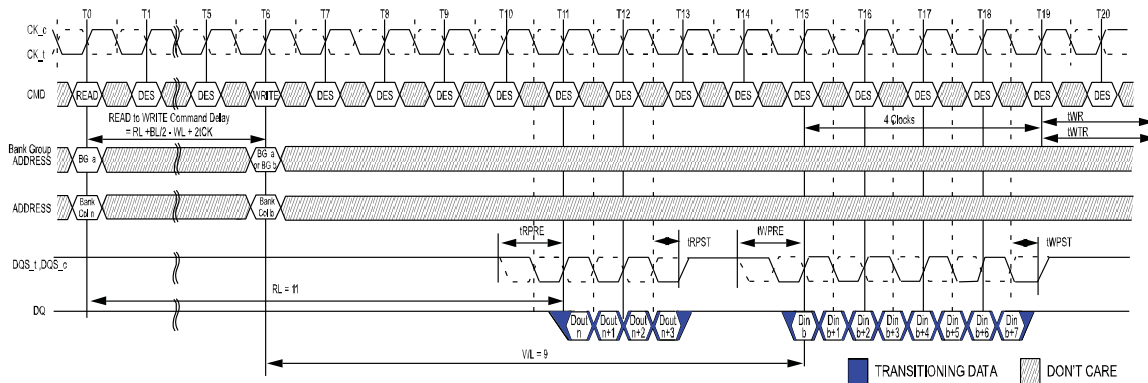 T0 T1 T5 T6 T7 T8 T9 T10 T11 T12 T13 T14 T15 T16 T17 T18 T19 T20
CK_c
CK_t
CMD READ DES DES WRITE DES DES DES DES DES DES DES DES DES DES DES DES DES DES
READ to WRITE Command Delay
= RL +BL/2 - WL + 2tCK
4 Clocks
tWR
tWTR
Bank Group
ADDRESS
BG a
BG a
or BG b
ADDRESS
Bank
Col n
Bank
Col b
tRPRE
tRPST
tWPRE
tWPST
DQS_t ,DQS_c
RL = 11
DQ
Dout
n
Dout
n+1
Dout
n+2
Dout
n+3
Din
b
Din
b+1
Din
b+2
Din
b+3
Din
b+4
Din
b+5
Din
b+6
Din
b+7
WL = 9
TRANSITIONING DATA
DON'T CARE